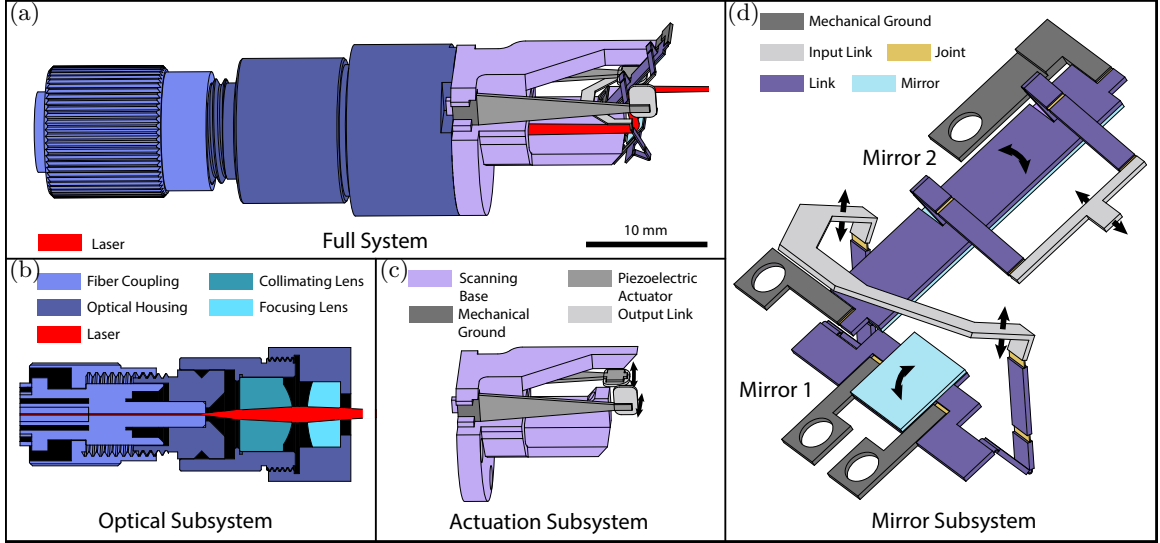 (a)
Laser
Full System
10 mm
(b)
Fiber Coupling
Collimating Lens
Optical Housing
Focusing Lens
Laser
Optical Subsystem
(c)
Scanning
Base
Piezoelectric
Actuator
Mechanical
Ground
Output Link
Actuation Subsystem
(d)
Mechanical Ground
Input Link
Joint
Link
Mirror
Mirror 2
Mirror 1
Mirror Subsystem